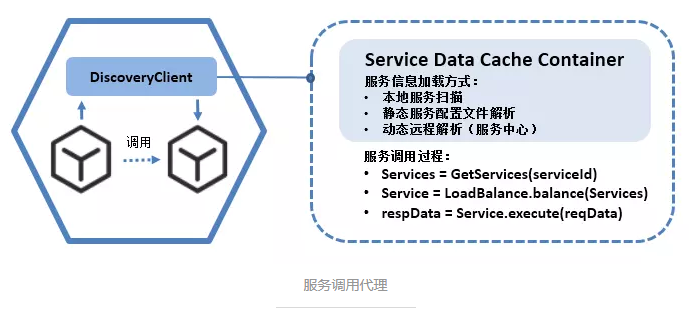 DiscoveryClient
调用
Service Data Cache Container
服务信息加载方式：
• 本地服务扫描
• 静态服务配置文件解析
• 动态远程解析（服务中心）
服务调用过程：
• Services = GetServices(serviceId)
• Service = LoadBalance.balance(Services)
• respData = Service.execute(reqData)
服务调用代理